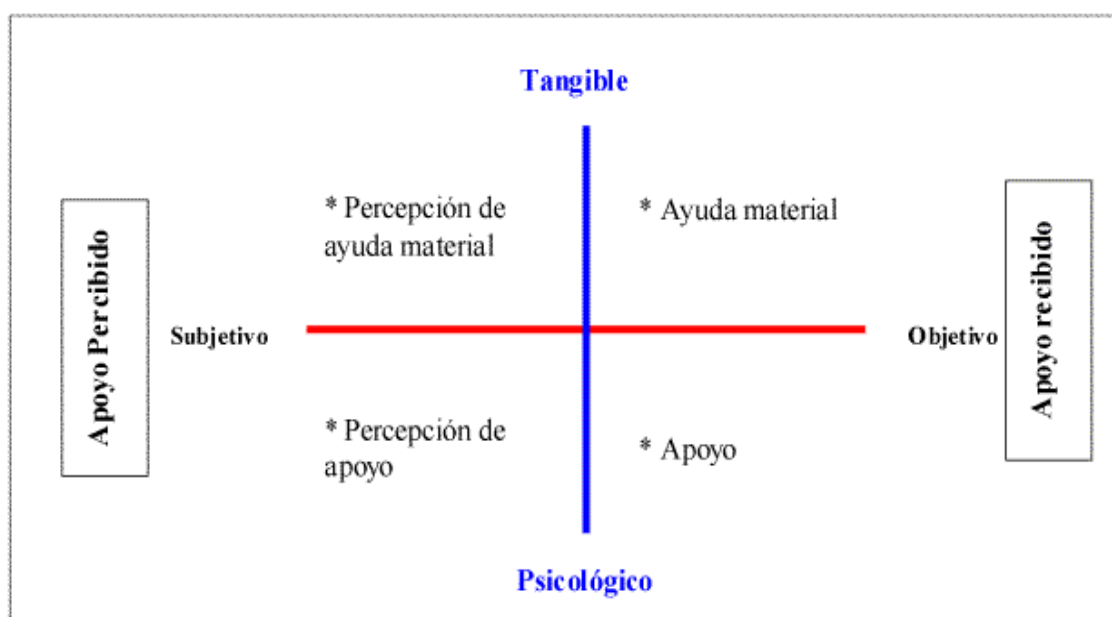 Tangible
* Percepción de
ayuda material
* Ayuda material
Apoyo Percibido
Subjetivo
Objetivo
Apoyo recibido
* Percepción de
apoyo
* Apoyo
Psicológico